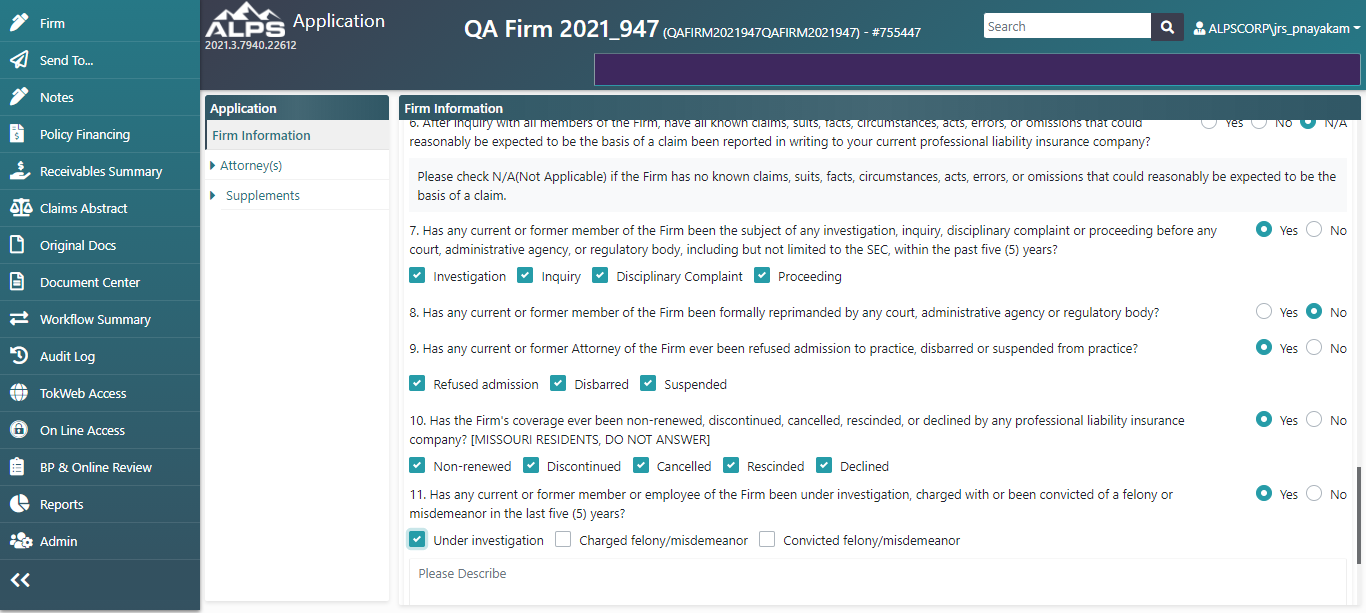 Firm
Send To...
Notes
Policy Financing
Receivables Summary
Claims Abstract
Original Docs
Document Center
Workflow Summary
Audit Log
TokWeb Access
On Line Access
BP & Online Review
Reports
Admin
ALPS Application
2021.3.7940.22612
QA Firm 2021_947 (QAFIRM2021947QAFIRM2021947) - #755447
Search
ALPSCORP\jrs_pnayakam
Application
Firm Information
Attorney(s)
Supplements
Firm Information
6. After inquiry with all members of the Firm, have all known claims, suits, facts, circumstances, acts, errors, or omissions that could
reasonably be expected to be the basis of a claim been reported in writing to your current professional liability insurance company?
Yes No N/A
Please check N/A(Not Applicable) if the Firm has no known claims, suits, facts, circumstances, acts, errors, or omissions that could reasonably be expected to be the
basis of a claim.
7. Has any current or former member of the Firm been the subject of any investigation, inquiry, disciplinary complaint or proceeding before any
court, administrative agency, or regulatory body, including but not limited to the SEC, within the past five (5) years?
Yes No
Investigation Inquiry Disciplinary Complaint Proceeding
8. Has any current or former member of the Firm been formally reprimanded by any court, administrative agency or regulatory body?
Yes No
9. Has any current or former Attorney of the Firm ever been refused admission to practice, disbarred or suspended from practice?
Yes No
Refused admission Disbarred Suspended
10. Has the Firm's coverage ever been non-renewed, discontinued, cancelled, rescinded, or declined by any professional liability insurance
company? [MISSOURI RESIDENTS, DO NOT ANSWER]
Yes No
Non-renewed Discontinued Cancelled Rescinded Declined
11. Has any current or former member or employee of the Firm been under investigation, charged with or been convicted of a felony or
misdemeanor in the last five (5) years?
Yes No
Under investigation Charged felony/misdemeanor Convicted felony/misdemeanor
Please Describe